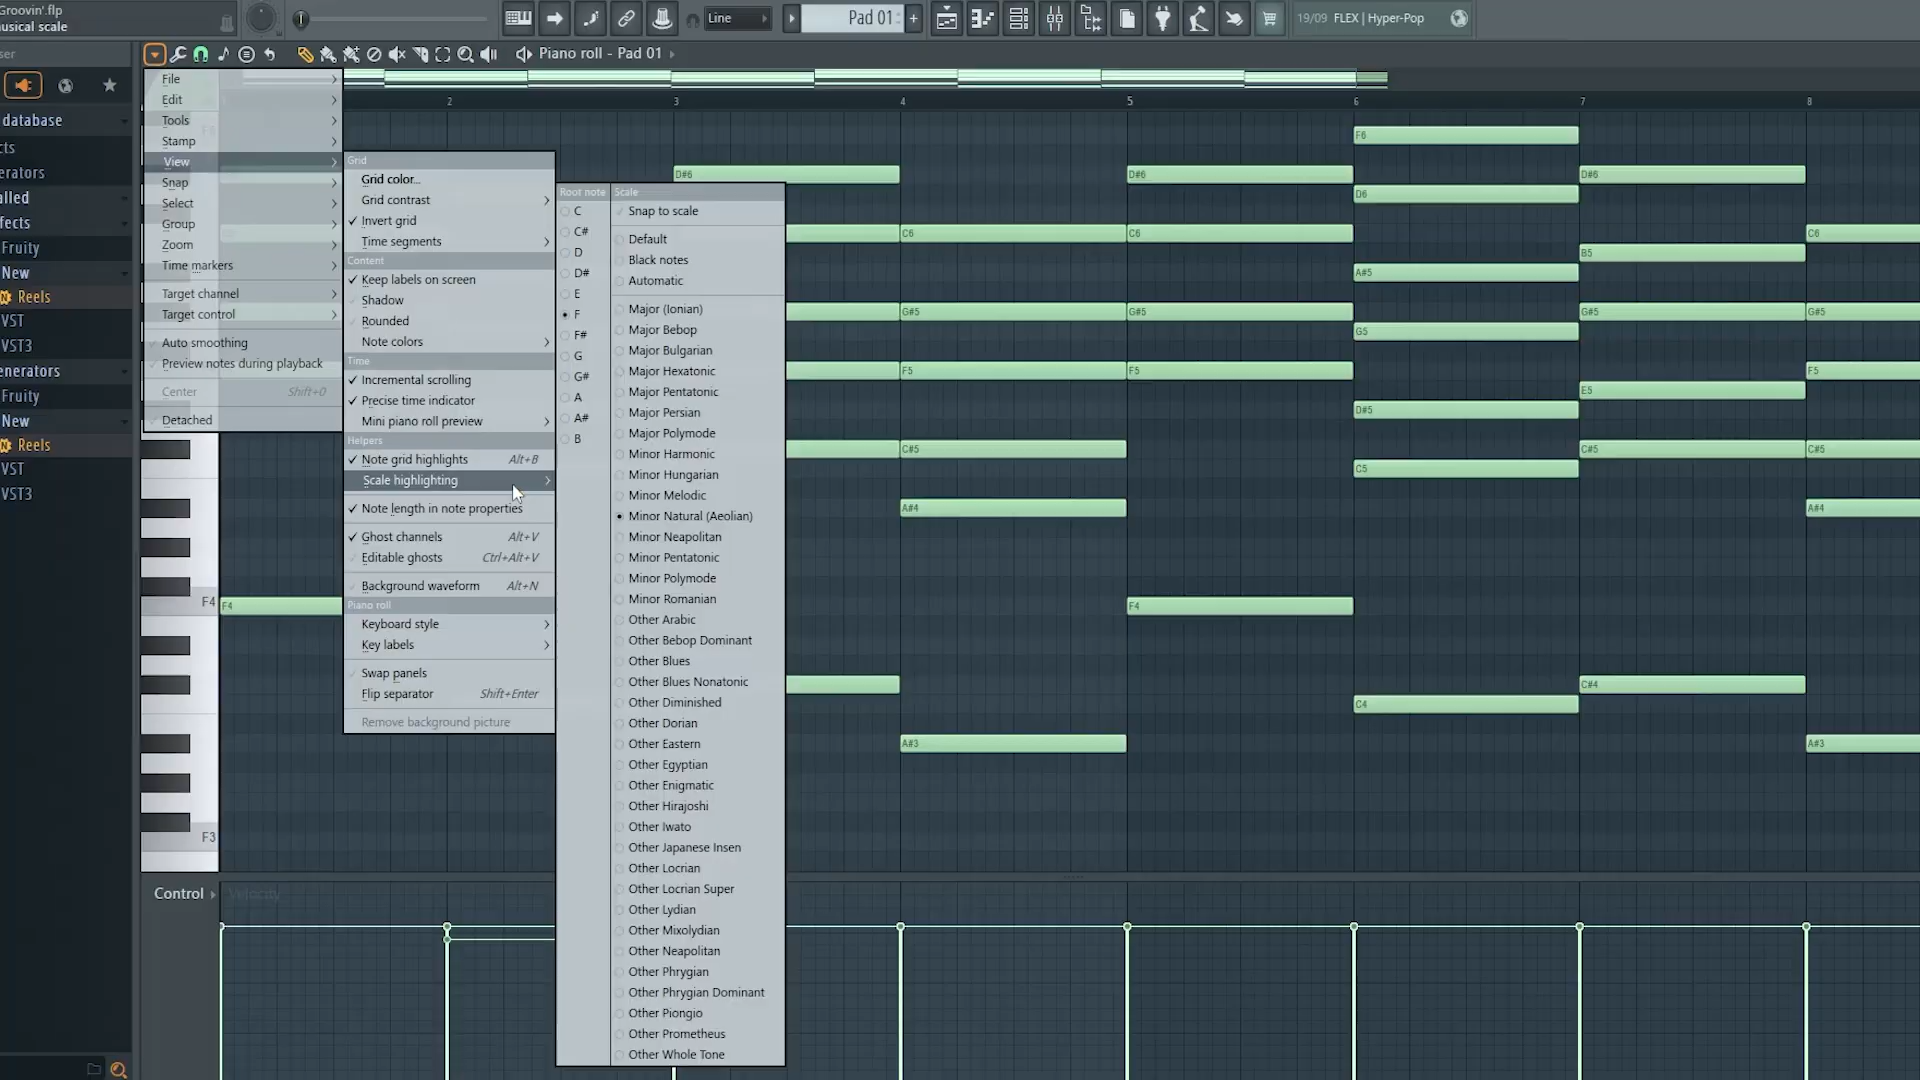 Groovin'.flp
usical scale
Line
Pad 01
19/09 FLEX | Hyper-Pop
ser
Piano roll - Pad 01
database
cts
erators
alled
fects
Fruity
New
Reels
VST
VST3
enerators
Fruity
New
Reels
VST
VST3
File
Edit
Tools
Stamp
View
Snap
Select
Group
Zoom
Time markers
Target channel
Target control
Auto smoothing
Preview notes during playback
Center Shift+0
Detached
Grid
Grid color...
Grid contrast
Invert grid
Time segments
Content
Keep labels on screen
Shadow
Rounded
Note colors
Time
Incremental scrolling
Precise time indicator
Mini piano roll preview
Helpers
Note grid highlights Alt+B
Scale highlighting
Note length in note properties
Ghost channels Alt+V
Editable ghosts Ctrl+Alt+V
Background waveform Alt+N
Piano roll
Keyboard style
Key labels
Swap panels
Flip separator Shift+Enter
Remove background picture
Root note
C
C#
D
D#
E
F
F#
G
G#
A
A#
B
Scale
Snap to scale
Default
Black notes
Automatic
Major (Ionian)
Major Bebop
Major Bulgarian
Major Hexatonic
Major Pentatonic
Major Persian
Major Polymode
Minor Harmonic
Minor Hungarian
Minor Melodic
Minor Natural (Aeolian)
Minor Neapolitan
Minor Pentatonic
Minor Polymode
Minor Romanian
Other Arabic
Other Bebop Dominant
Other Blues
Other Blues Nonatonic
Other Diminished
Other Dorian
Other Eastern
Other Egyptian
Other Enigmatic
Other Hirajoshi
Other Iwato
Other Japanese Insen
Other Locrian
Other Locrian Super
Other Lydian
Other Mixolydian
Other Neapolitan
Other Phrygian
Other Phrygian Dominant
Other Piongio
Other Prometheus
Other Whole Tone
2 3 4 5 6 7 8
F6
D#6 D#6 D#6
D6
C6 C6 C6
B5
A#5
G#5 G#5 G#5 G#5
G5
F5 F5 F5
E5
D#5
C#5 C#5 C#5
C5
A#4 A#4
F4 F4 F4
C#4
C4
A#3 A#3
F3
Control Velocity